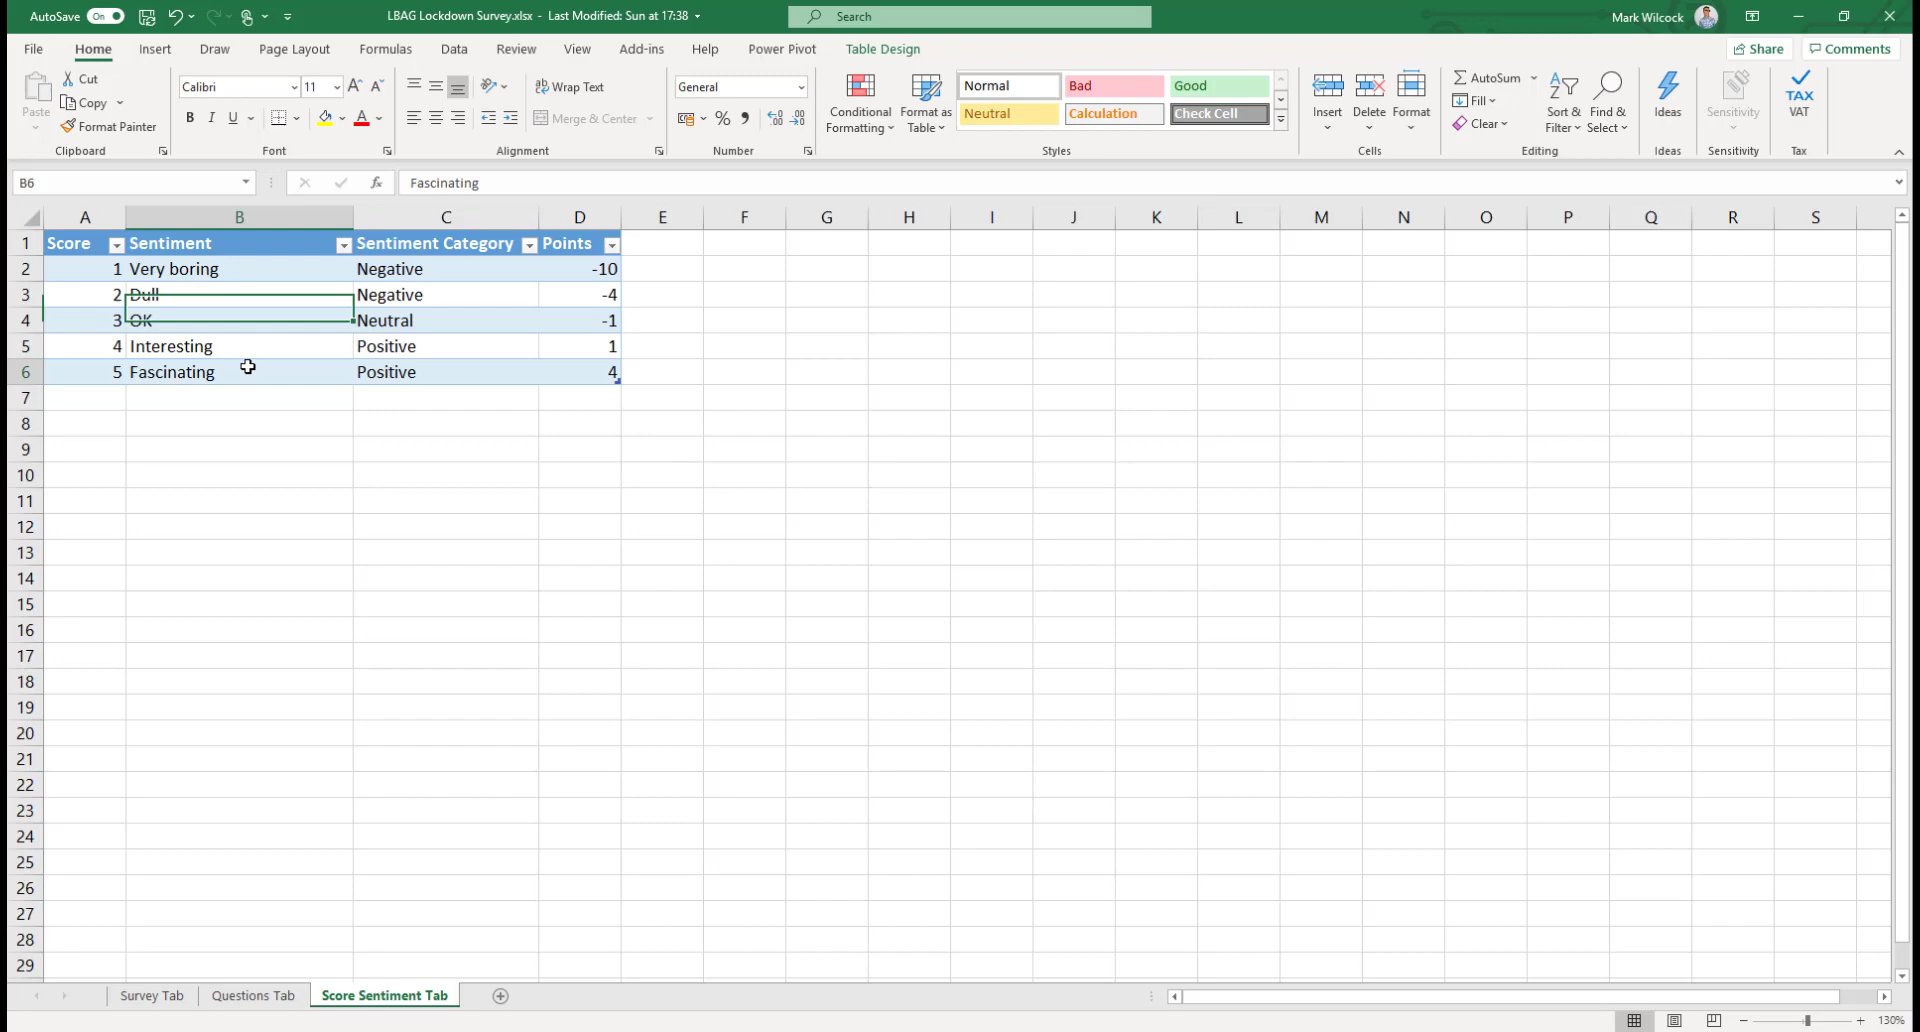 AutoSave On LBAG Lockdown Survey.xlsx - Last Modified: Sun at 17:38 Search Mark Wilcock
File Home Insert Draw Page Layout Formulas Data Review View Add-ins Help Power Pivot Table Design Share Comments
Paste Cut Copy Format Painter Clipboard
Calibri 11 B I U A Font
Wrap Text Merge & Center Alignment
General % Number
Conditional Formatting Format as Table Normal Bad Good Neutral Calculation Check Cell Styles
Insert Delete Format Cells
AutoSum Fill Clear Sort & Filter Find & Select Editing
Ideas Ideas
Sensitivity Sensitivity
TAX VAT Tax
B6 fx Fascinating
A B C D E F G H I J K L M N O P Q R S
1 Score Sentiment Sentiment Category Points
2 1 Very boring Negative -10
3 2 Dull Negative -4
4 3 OK Neutral -1
5 4 Interesting Positive 1
6 5 Fascinating Positive 4
7
8
9
10
11
12
13
14
15
16
17
18
19
20
21
22
23
24
25
26
27
28
29
Survey Tab Questions Tab Score Sentiment Tab
130%